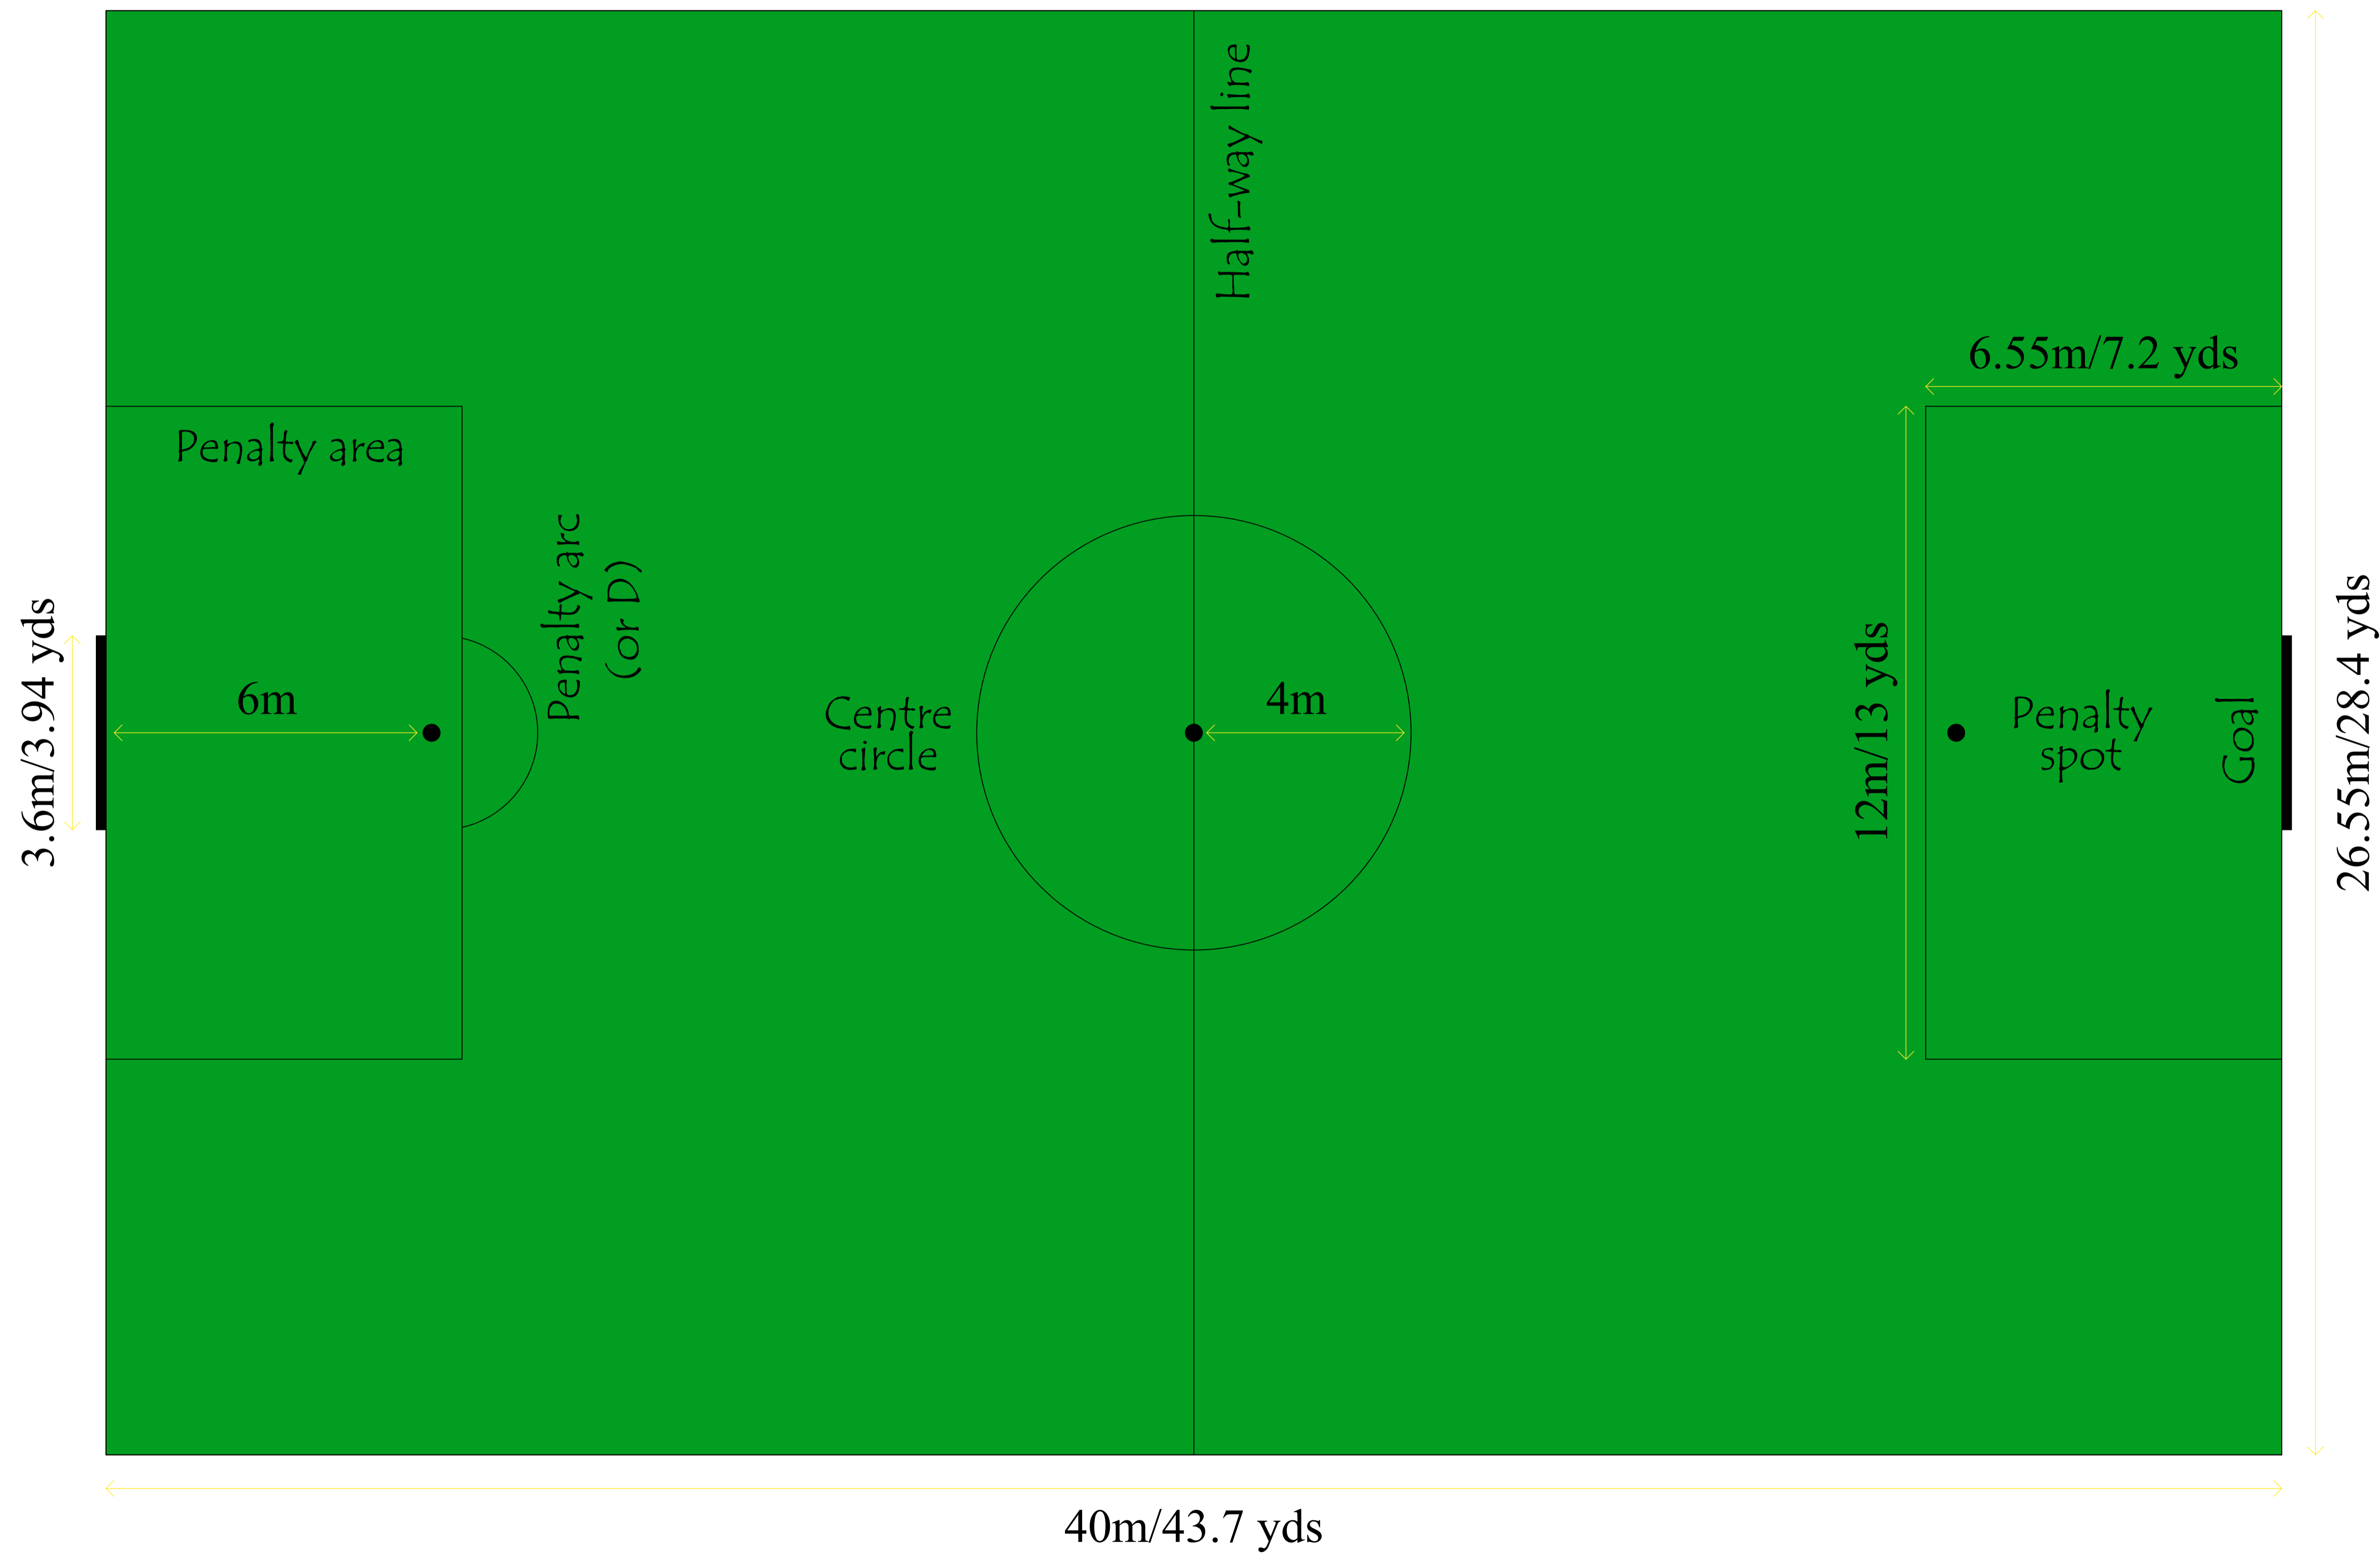 Half-way line
6.55m/7.2 yds
Penalty area
Penalty arc
(or D)
3.6m/3.94 yds
6m
Centre
circle
4m
12m/13 yds
Penalty
spot
Goal
26.55m/28.4 yds
40m/43.7 yds